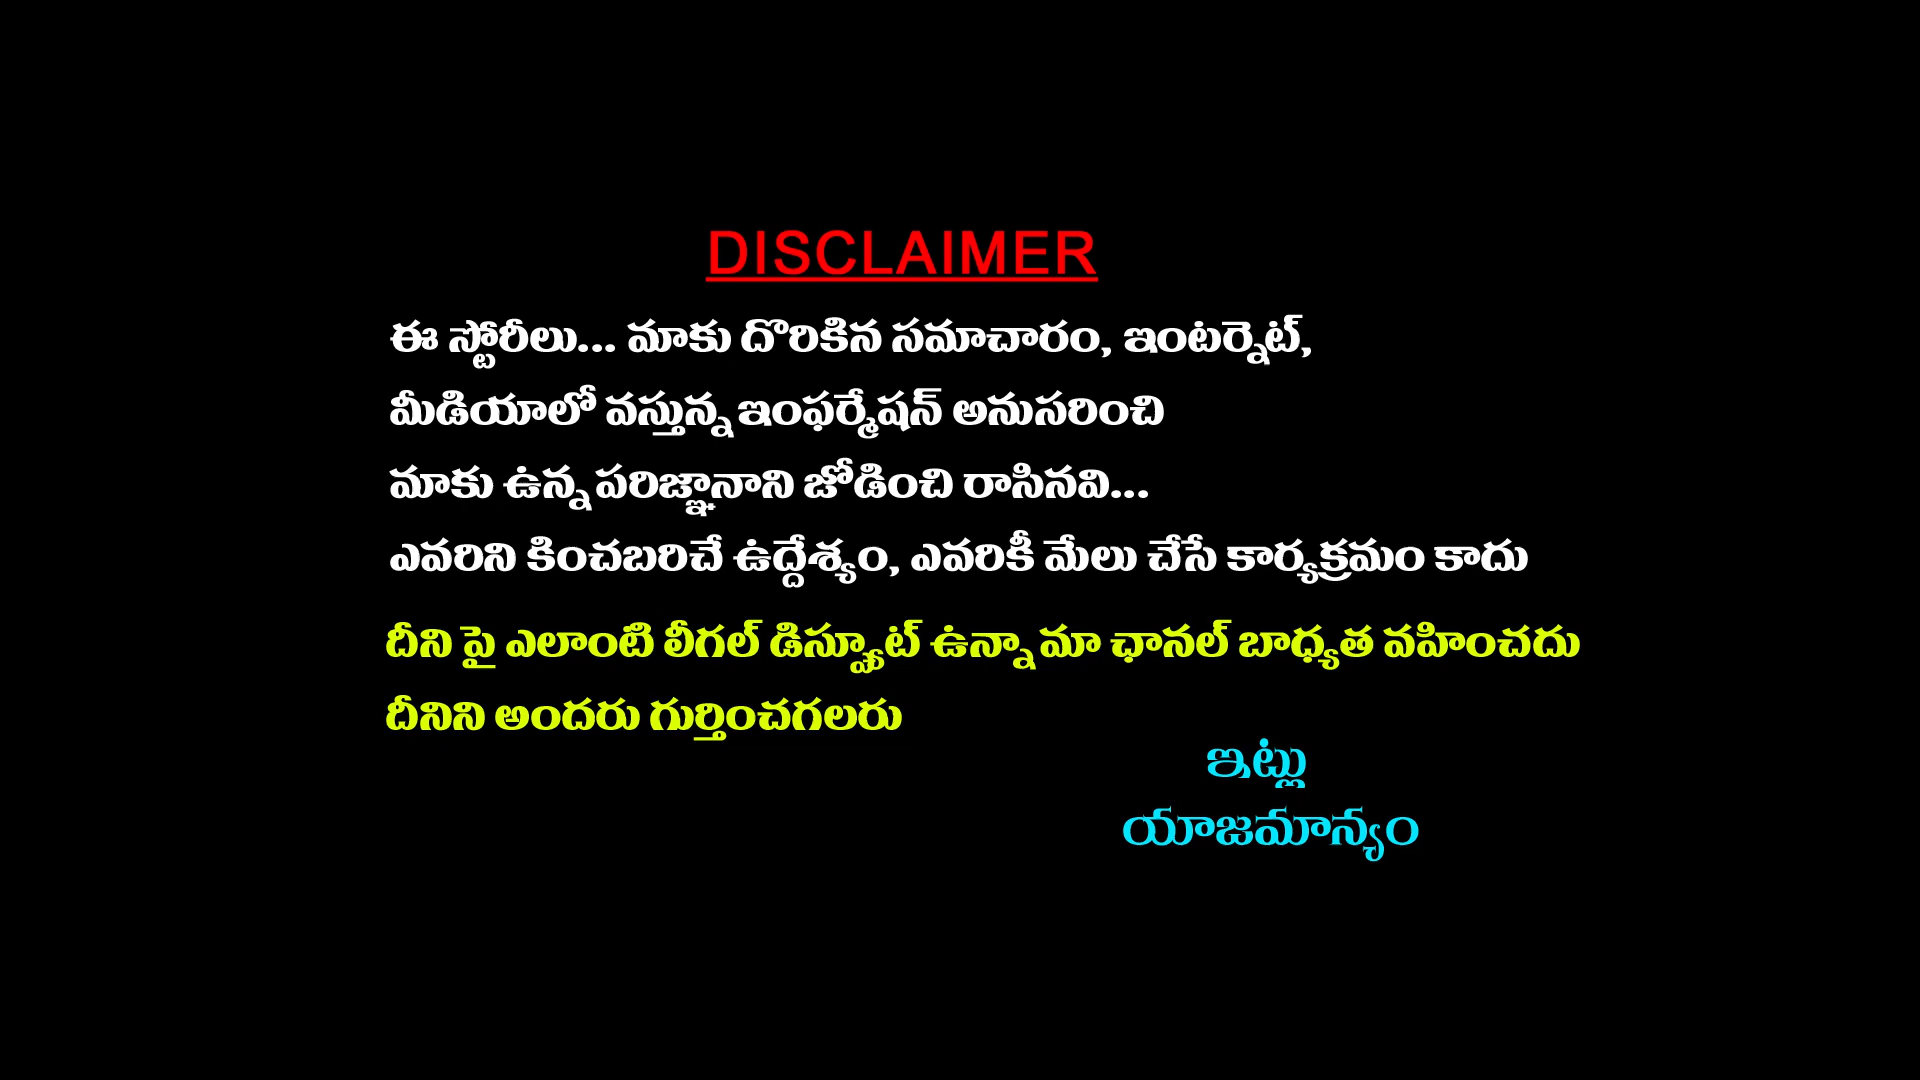 DISCLAIMER
ఈ స్టోరీలు... మాకు దొరికిన సమాచారం, ఇంటర్నెట్,
మీడియాలో వస్తున్న ఇంఫర్మేషన్ అనుసరించి
మాకు ఉన్న పరిజ్ఞానాని జోడించి రాసినవి...
ఎవరిని కించబరిచే ఉద్దేశ్యం, ఎవరికీ మేలు చేసే కార్యక్రమం కాదు
దీని పై ఎలాంటి లీగల్ డిస్ప్యూట్ ఉన్నా మా ఛానల్ బాధ్యత వహించదు
దీనిని అందరు గుర్తించగలరు
ఇట్లు
యాజమాన్యం